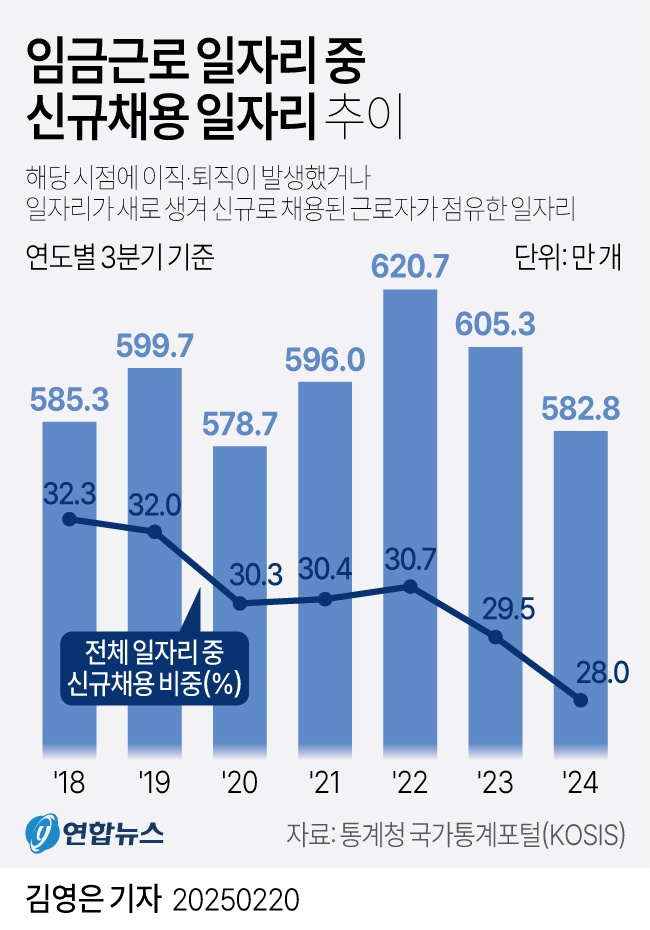 임금근로 일자리 중
신규채용 일자리 추이
해당 시점에 이직·퇴직이 발생했거나
일자리가 새로 생겨 신규로 채용된 근로자가 점유한 일자리
연도별 3분기 기준
단위: 만 개
585.3
599.7
578.7
596.0
620.7
605.3
582.8
32.3
32.0
30.3
30.4
30.7
29.5
28.0
전체 일자리 중
신규채용 비중(%)
'18
'19
'20
'21
'22
'23
'24
연합뉴스
자료: 통계청 국가통계포털(KOSIS)
김영은 기자 20250220